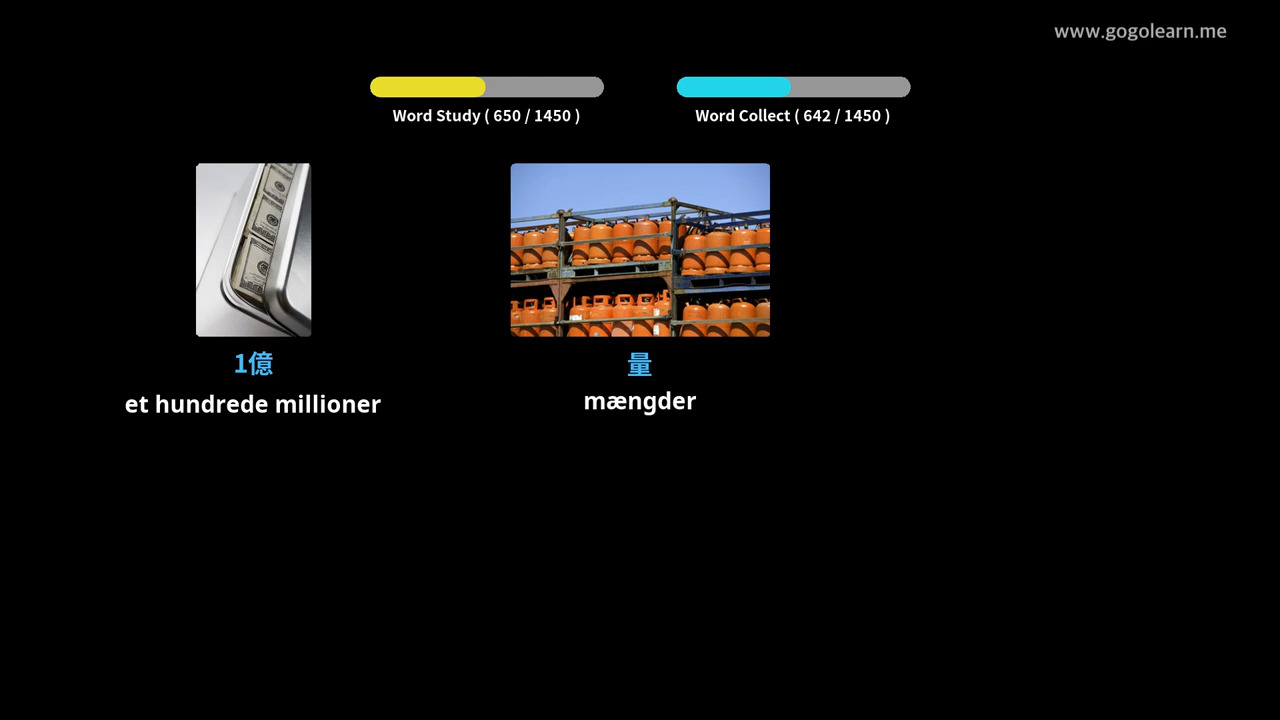 www.gogolearn.me
Word Study ( 650 / 1450 )
Word Collect ( 642 / 1450 )
1億
et hundrede millioner
量
mængder